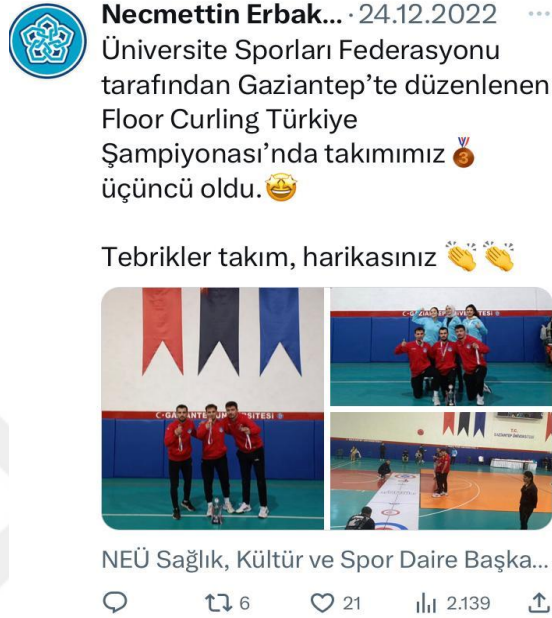 Necmettin Erbak... · 24.12.2022 ...
Üniversite Sporları Federasyonu
tarafından Gaziantep’te düzenlenen
Floor Curling Türkiye
Şampiyonası’nda takımımız 🥉
üçüncü oldu.🤩
Tebrikler takım, harikasınız 👏👏
NEÜ Sağlık, Kültür ve Spor Daire Başka...
6 21 2.139